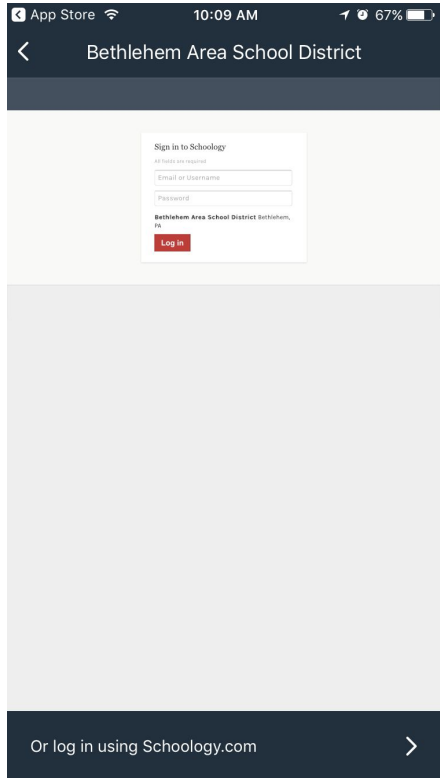 App Store 10:09 AM 67%
Bethlehem Area School District
Sign in to Schoology
All fields are required
Email or Username
Password
Bethlehem Area School District Bethlehem,
PA
Log in
Or log in using Schoology.com